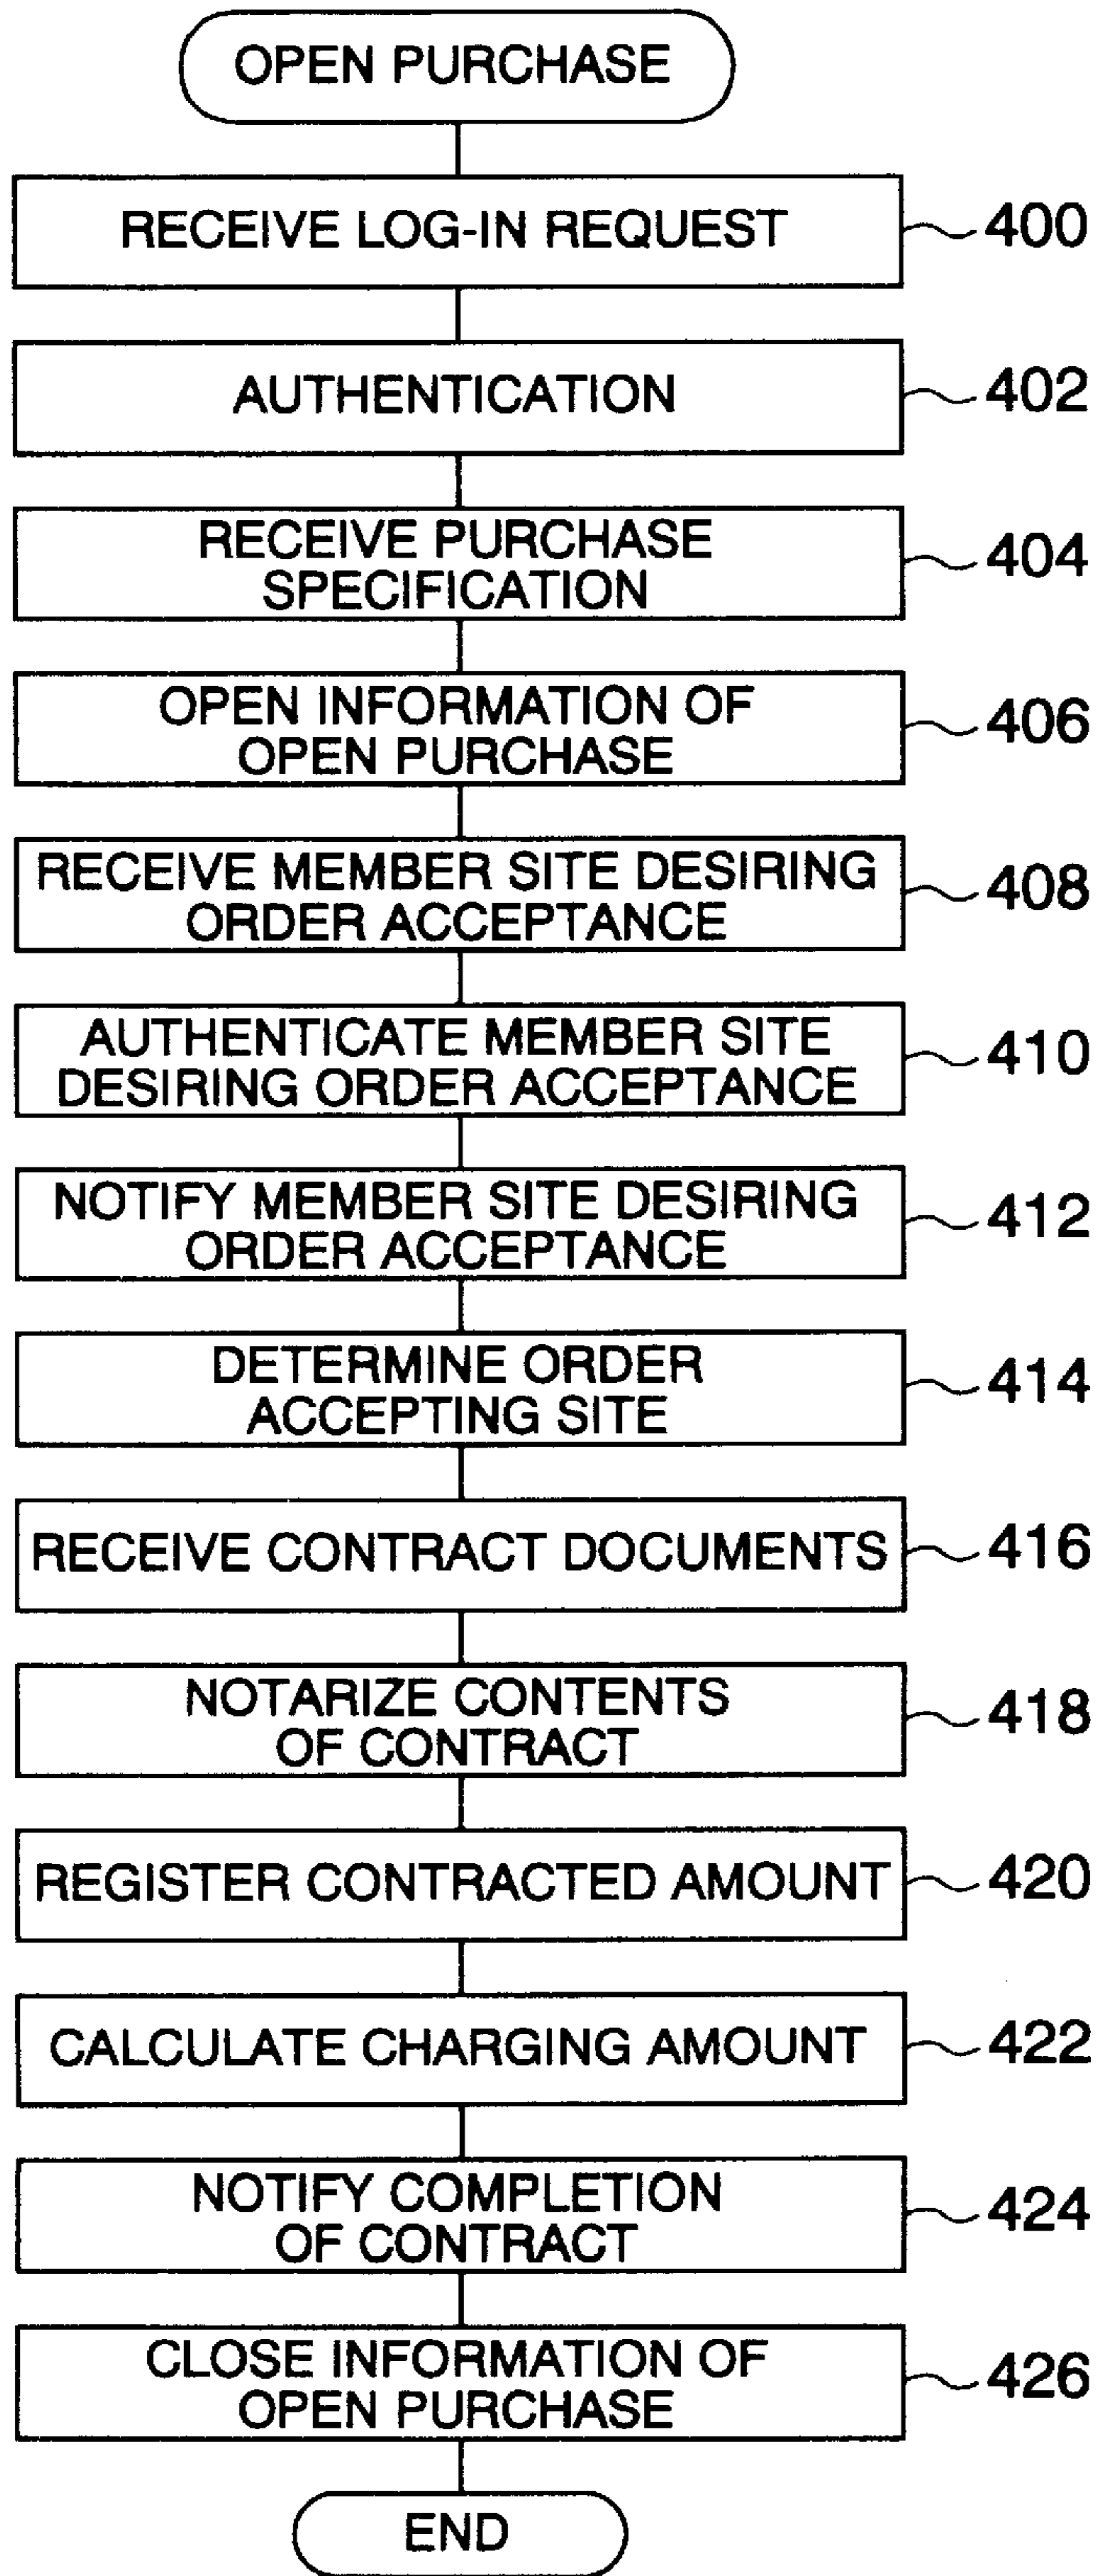 OPEN PURCHASE
RECEIVE LOG-IN REQUEST
400
AUTHENTICATION
402
RECEIVE PURCHASE
SPECIFICATION
404
OPEN INFORMATION OF
OPEN PURCHASE
406
RECEIVE MEMBER SITE DESIRING
ORDER ACCEPTANCE
408
AUTHENTICATE MEMBER SITE
DESIRING ORDER ACCEPTANCE
410
NOTIFY MEMBER SITE DESIRING
ORDER ACCEPTANCE
412
DETERMINE ORDER
ACCEPTING SITE
414
RECEIVE CONTRACT DOCUMENTS
416
NOTARIZE CONTENTS
OF CONTRACT
418
REGISTER CONTRACTED AMOUNT
420
CALCULATE CHARGING AMOUNT
422
NOTIFY COMPLETION
OF CONTRACT
424
CLOSE INFORMATION OF
OPEN PURCHASE
426
END